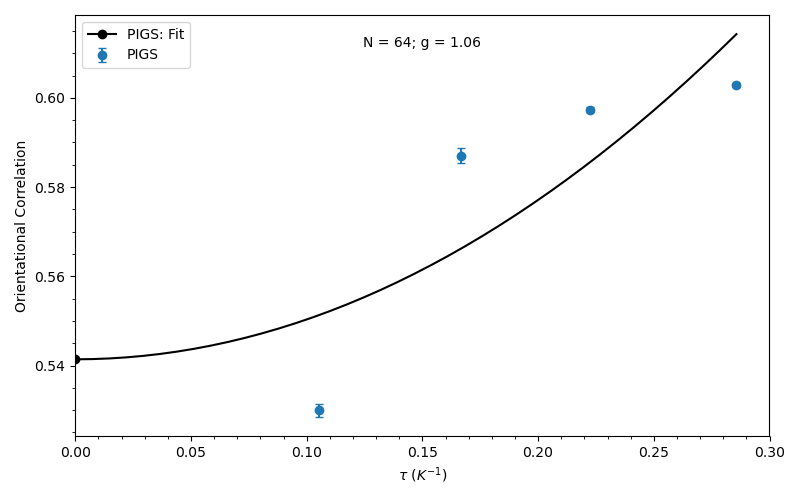 PIGS: Fit
PIGS
N = 64; g = 1.06
Orientational Correlation
0.60
0.58
0.56
0.54
0.00 0.05 0.10 0.15 0.20 0.25 0.30
τ (K⁻¹)